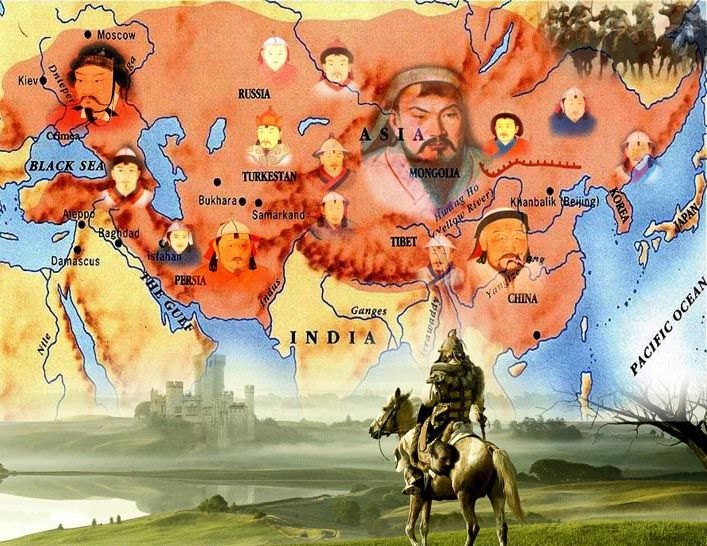 Moscow
Kiev
Dnieper
RUSSIA
Crimea
ASIA
BLACK SEA
TURKESTAN
MONGOLIA
Bukhara
Samarkand
Hwang Ho
(Yellow River)
Khanbalik (Beijing)
KOREA
JAPAN
Aleppo
Baghdad
Damascus
Isfahan
PERSIA
TIBET
THE GULF
Indus
CHINA
Ganges
INDIA
Nile
PACIFIC OCEAN